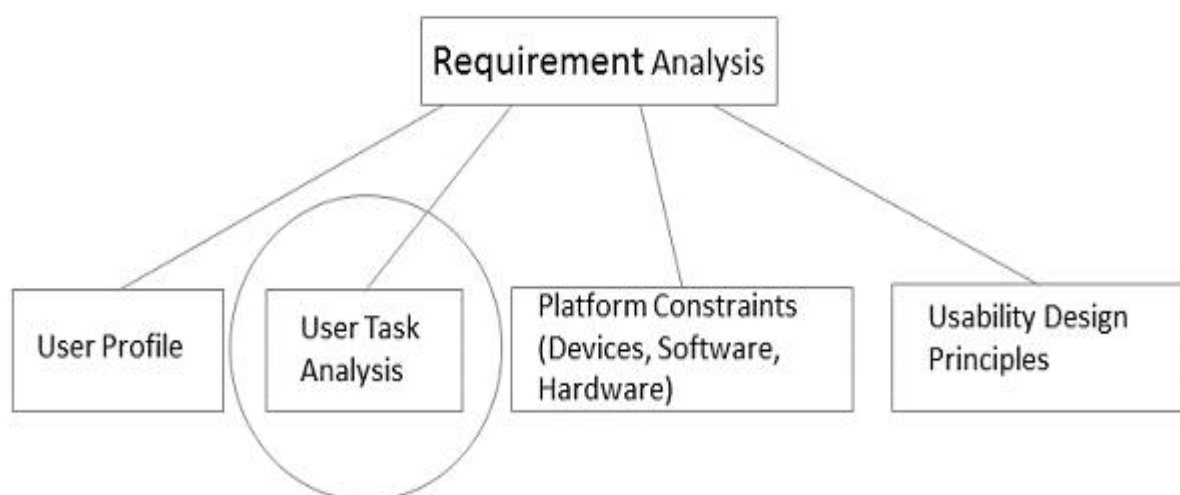 Requirement Analysis
User Profile
User Task
Analysis
Platform Constraints
(Devices, Software,
Hardware)
Usability Design
Principles